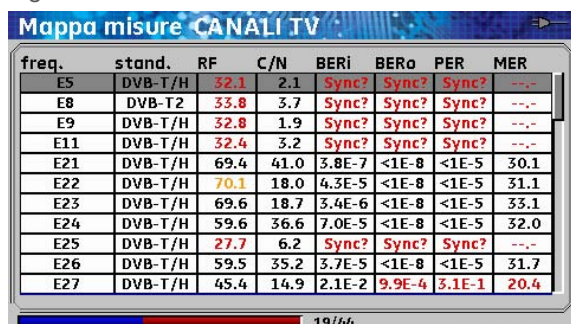 Mappa misure CANALI TV
freq. stand. RF C/N BERi BERo PER MER
E5 DVB-T/H 32.1 2.1 Sync? Sync? Sync? --.-
E8 DVB-T2 33.8 3.7 Sync? Sync? Sync? --.-
E9 DVB-T/H 32.8 1.9 Sync? Sync? Sync? --.-
E11 DVB-T/H 32.4 3.2 Sync? Sync? Sync? --.-
E21 DVB-T/H 69.4 41.0 3.8E-7 <1E-8 <1E-5 30.1
E22 DVB-T/H 70.1 18.0 4.3E-5 <1E-8 <1E-5 31.1
E23 DVB-T/H 69.6 18.7 3.4E-6 <1E-8 <1E-5 33.1
E24 DVB-T/H 59.6 36.6 7.0E-5 <1E-8 <1E-5 32.0
E25 DVB-T/H 27.7 6.2 Sync? Sync? Sync? --.-
E26 DVB-T/H 59.5 35.2 3.7E-5 <1E-8 <1E-5 31.7
E27 DVB-T/H 45.4 14.9 2.1E-2 9.9E-4 3.1E-1 20.4
19/44